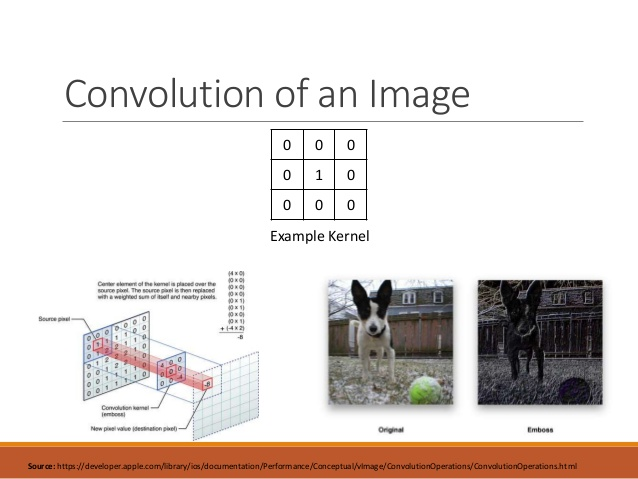 Convolution of an Image
0 0 0
0 1 0
0 0 0
Example Kernel
Center element of the kernel is placed over
the source pixel. The source pixel is then replaced
with a weighted sum of itself and nearby pixels.
(4 x 0)
(0 x 0)
(0 x 0)
(0 x 0)
(0 x 1)
(0 x 1)
(0 x 0)
(0 x 1)
+ (-4 x 2)
-8
Source pixel
Convolution kernel
(emboss)
New pixel value (destination pixel)
-8
Original
Emboss
Source: https://developer.apple.com/library/ios/documentation/Performance/Conceptual/vImage/ConvolutionOperations/ConvolutionOperations.html